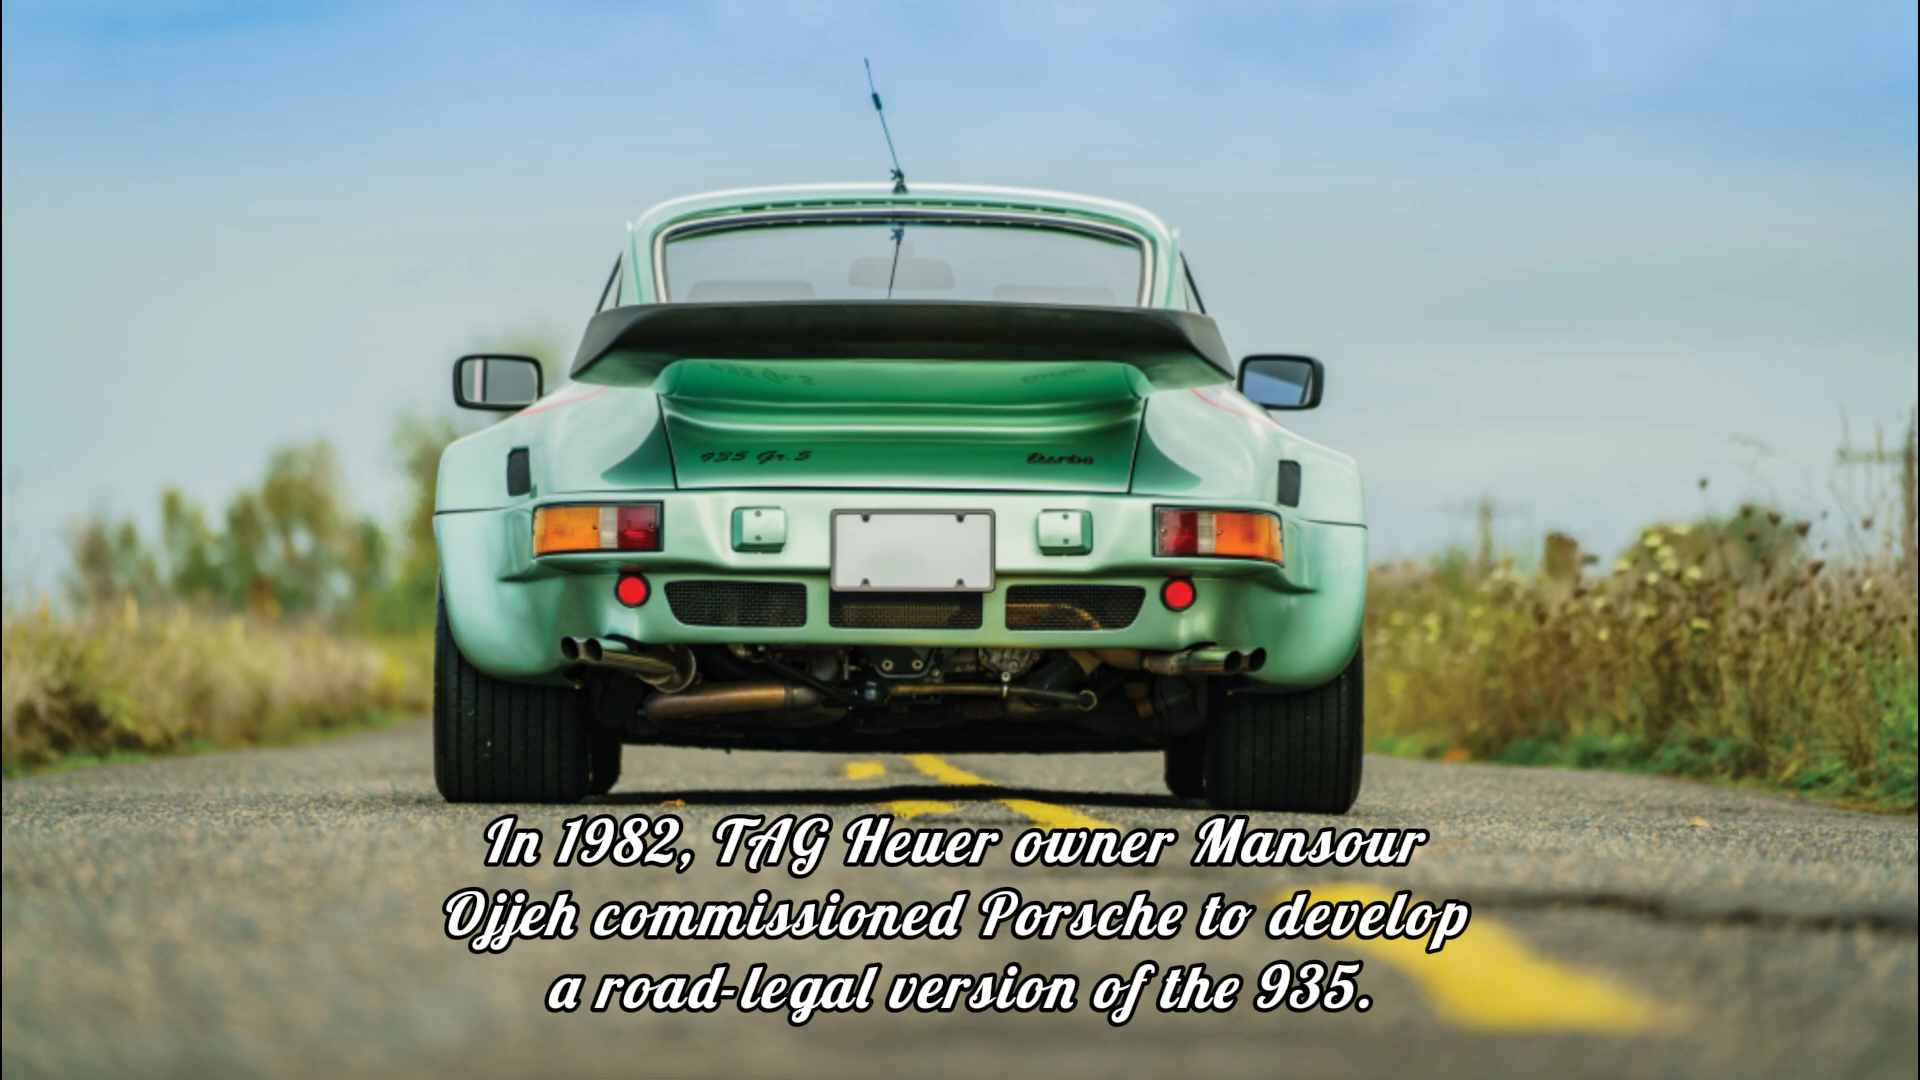 935 Gr.5
turbo
In 1982, TAG Heuer owner Mansour
Ojjeh commissioned Porsche to develop
a road-legal version of the 935.